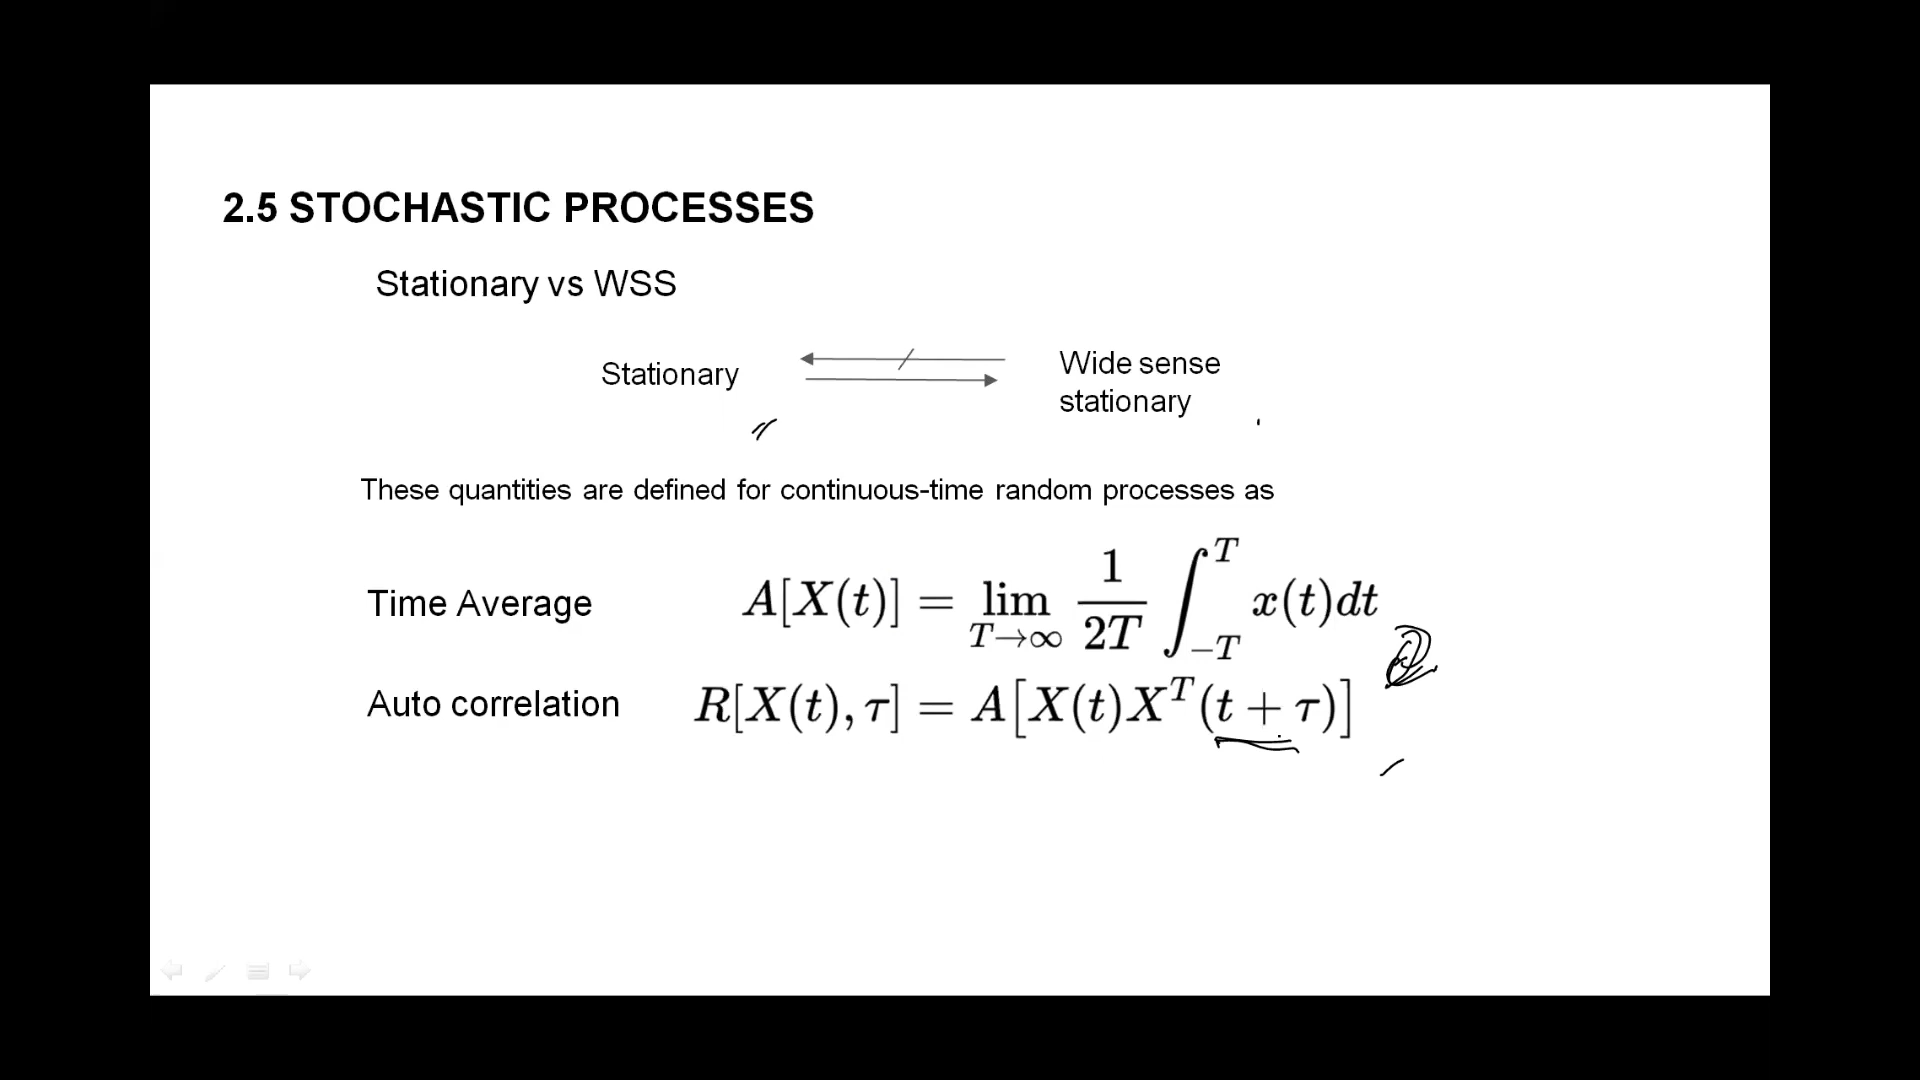 2.5 STOCHASTIC PROCESSES
Stationary vs WSS
Stationary
Wide sense
stationary
These quantities are defined for continuous-time random processes as
Time Average A[X(t)] = lim_{T→∞} \frac{1}{2T} ∫_{-T}^{T} x(t)dt
Auto correlation R[X(t), τ] = A[X(t)X^T(t + τ)]